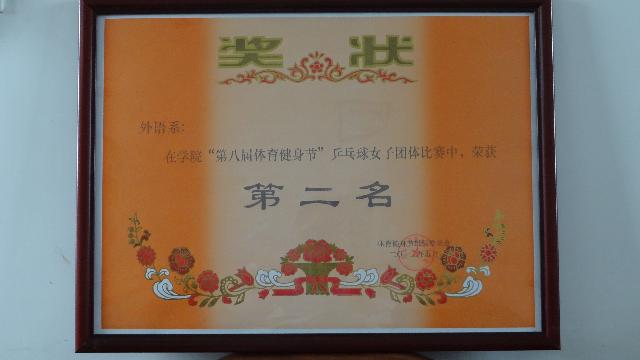 奖 状
外语系：
在学院“第八届体育健身节”乒乓球女子团体比赛中，荣获
第二名